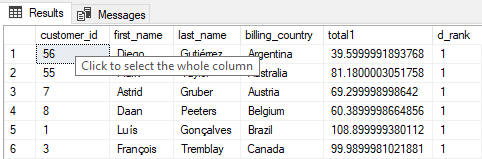 Results Messages
customer_id first_name last_name billing_country total1 d_rank
1 56 Diego Gutiérrez Argentina 39.5999991893768 1
2 55 Australia 81.1800003051758 1
Click to select the whole column
3 7 Astrid Gruber Austria 69.299998998642 1
4 8 Daan Peeters Belgium 60.3899998664856 1
5 1 Luís Gonçalves Brazil 108.899999380112 1
6 3 François Tremblay Canada 99.9899981021881 1